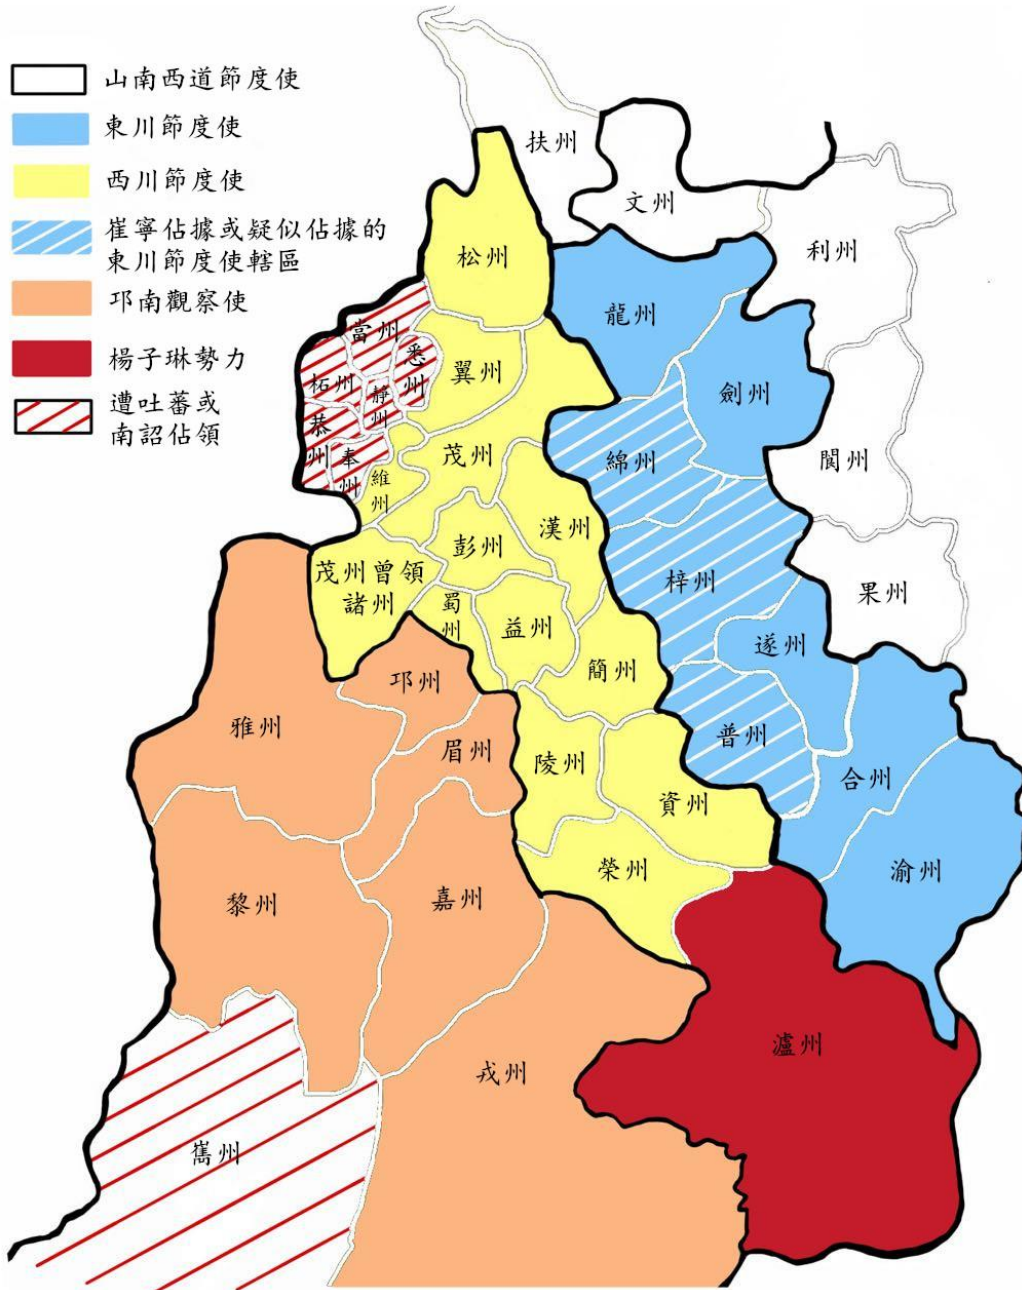 山南西道節度使
東川節度使
西川節度使
崔寧佔據或疑似佔據的
東川節度使轄區
邛南觀察使
楊子琳勢力
遭吐蕃或
南詔佔領
扶州
文州
利州
松州
龍州
當州
悉州
柘州
靜州
恭州
奉州
維州
翼州
劍州
茂州
綿州
閬州
漢州
彭州
茂州曾領
諸州
蜀州
益州
梓州
果州
遂州
簡州
邛州
雅州
眉州
陵州
普州
合州
資州
榮州
渝州
黎州
嘉州
戎州
瀘州
巂州